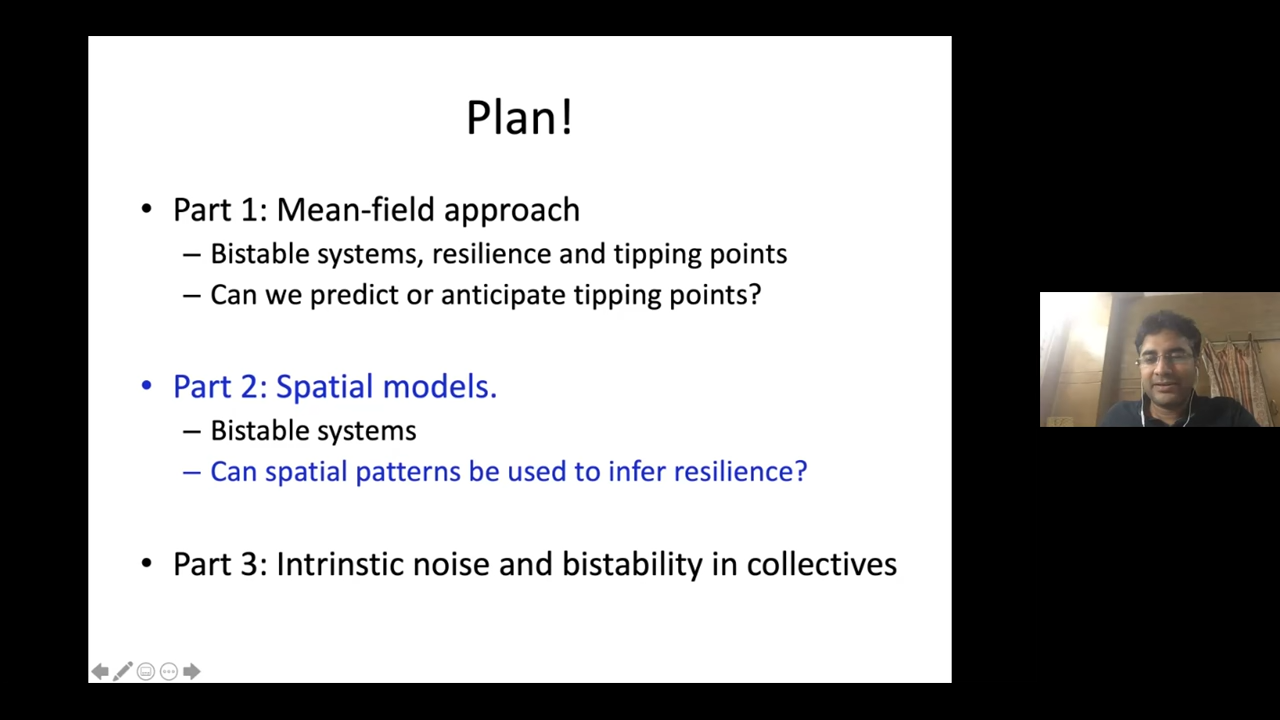 Plan!
• Part 1: Mean-field approach
– Bistable systems, resilience and tipping points
– Can we predict or anticipate tipping points?
• Part 2: Spatial models.
– Bistable systems
– Can spatial patterns be used to infer resilience?
• Part 3: Intrinstic noise and bistability in collectives